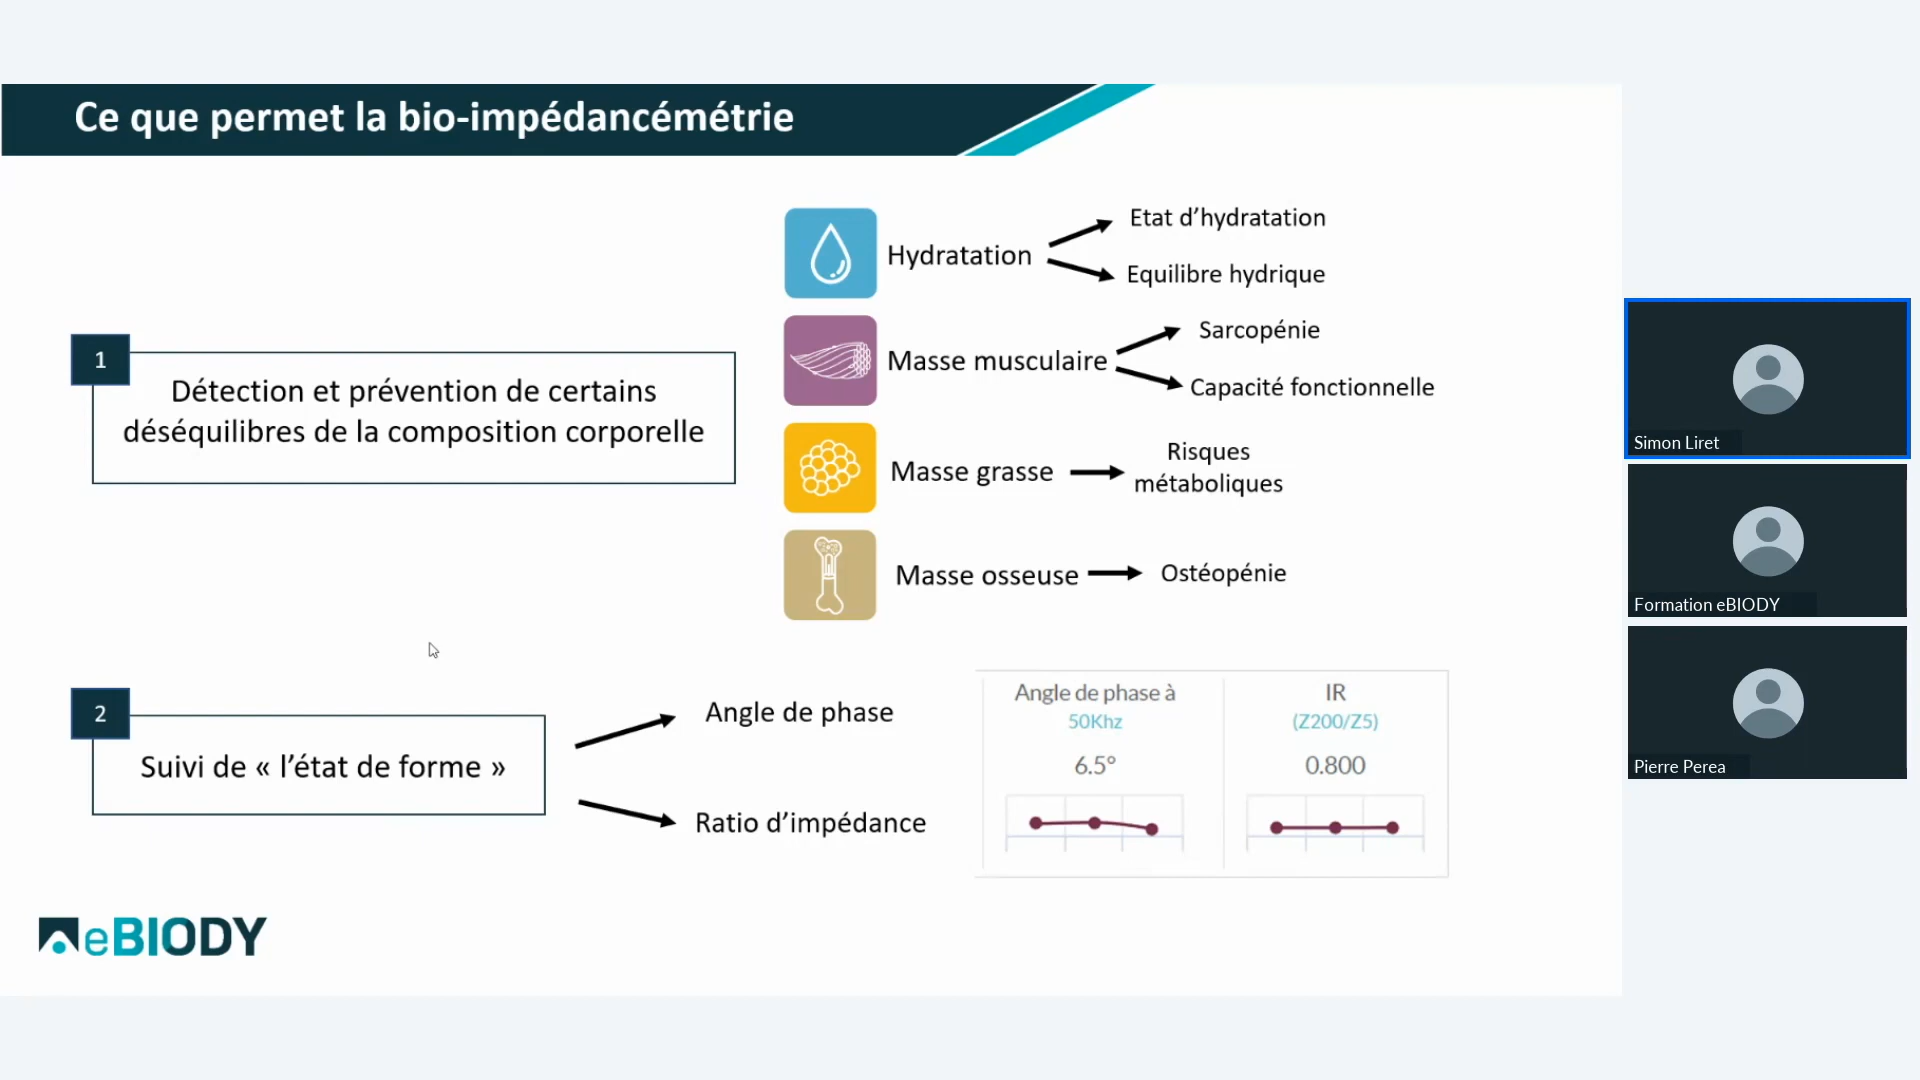 Ce que permet la bio-impédancémétrie
1
Détection et prévention de certains
déséquilibres de la composition corporelle
Hydratation
Etat d’hydratation
Equilibre hydrique
Masse musculaire
Sarcopénie
Capacité fonctionnelle
Masse grasse
Risques
métaboliques
Masse osseuse
Ostéopénie
2
Suivi de « l’état de forme »
Angle de phase
Ratio d’impédance
Angle de phase à
50Khz
6.5°
IR
(Z200/Z5)
0.800
eBIODY
Simon Liret
Formation eBIODY
Pierre Perea